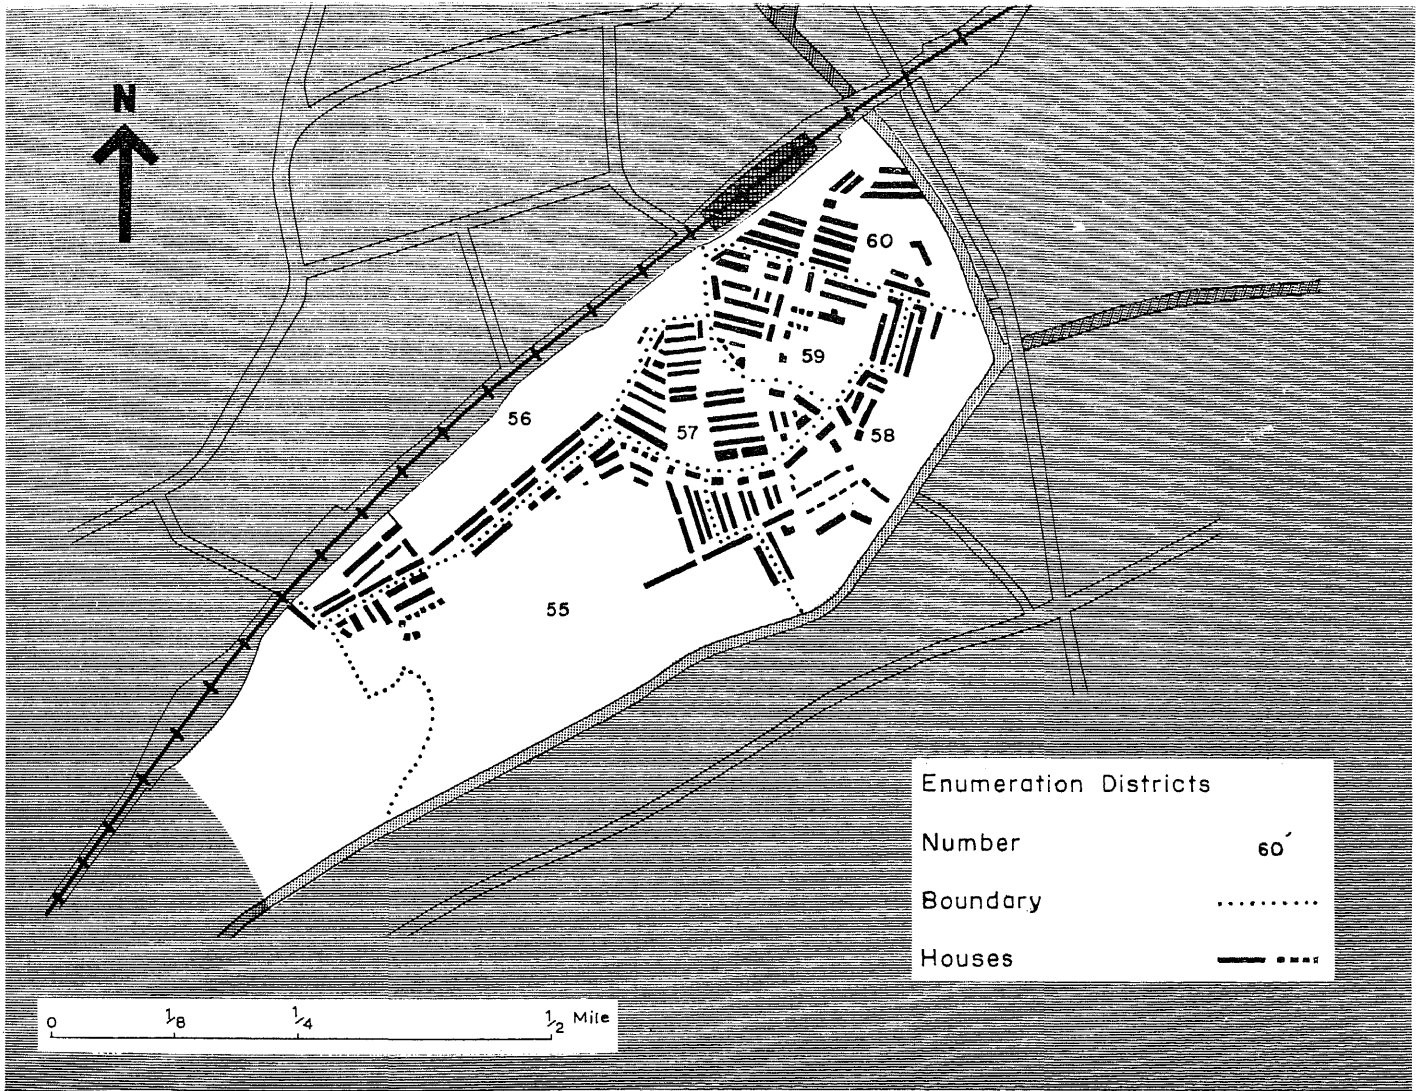 N
60
59
56
57
58
55
Enumeration Districts
Number 60
Boundary
Houses
0 1/8 1/4 1/2 Mile